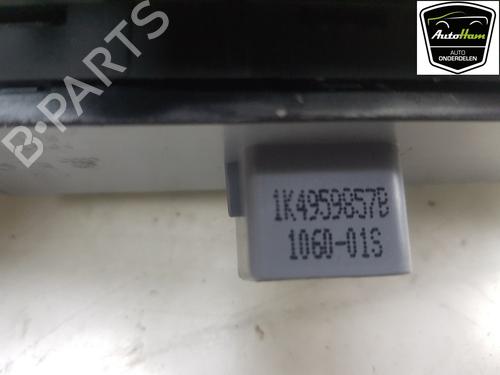 AutoHam
AUTO
ONDERDELEN
B-PARTS
1K4959857B
1060-01S